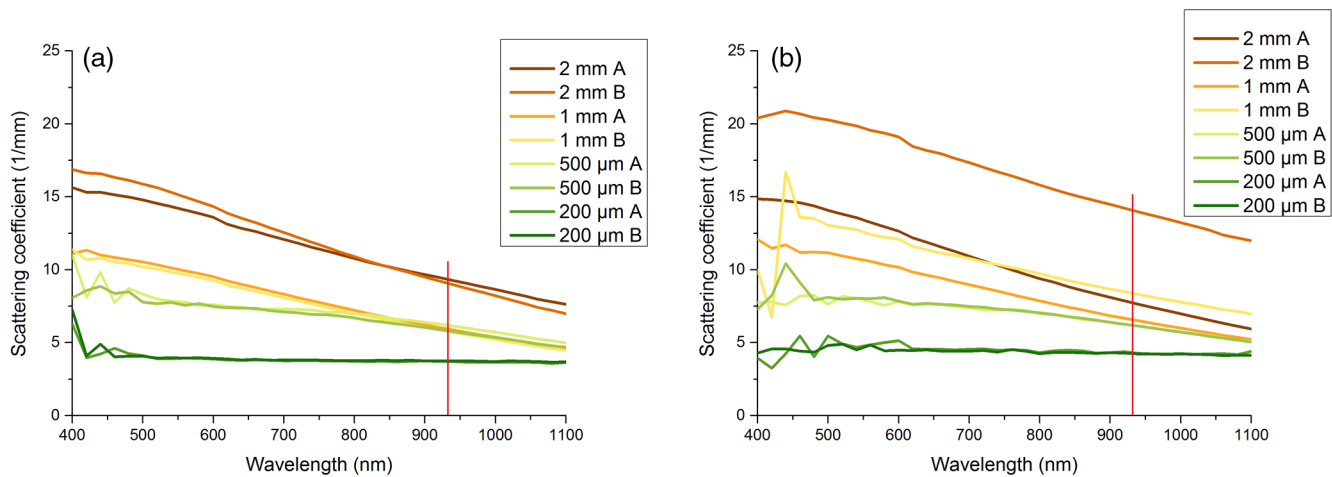 (a)
25
20
15
10
5
0
Scattering coefficient (1/mm)
400 500 600 700 800 900 1000 1100
Wavelength (nm)
2 mm A
2 mm B
1 mm A
1 mm B
500 µm A
500 µm B
200 µm A
200 µm B
(b)
25
20
15
10
5
0
Scattering coefficient (1/mm)
400 500 600 700 800 900 1000 1100
Wavelength (nm)
2 mm A
2 mm B
1 mm A
1 mm B
500 µm A
500 µm B
200 µm A
200 µm B